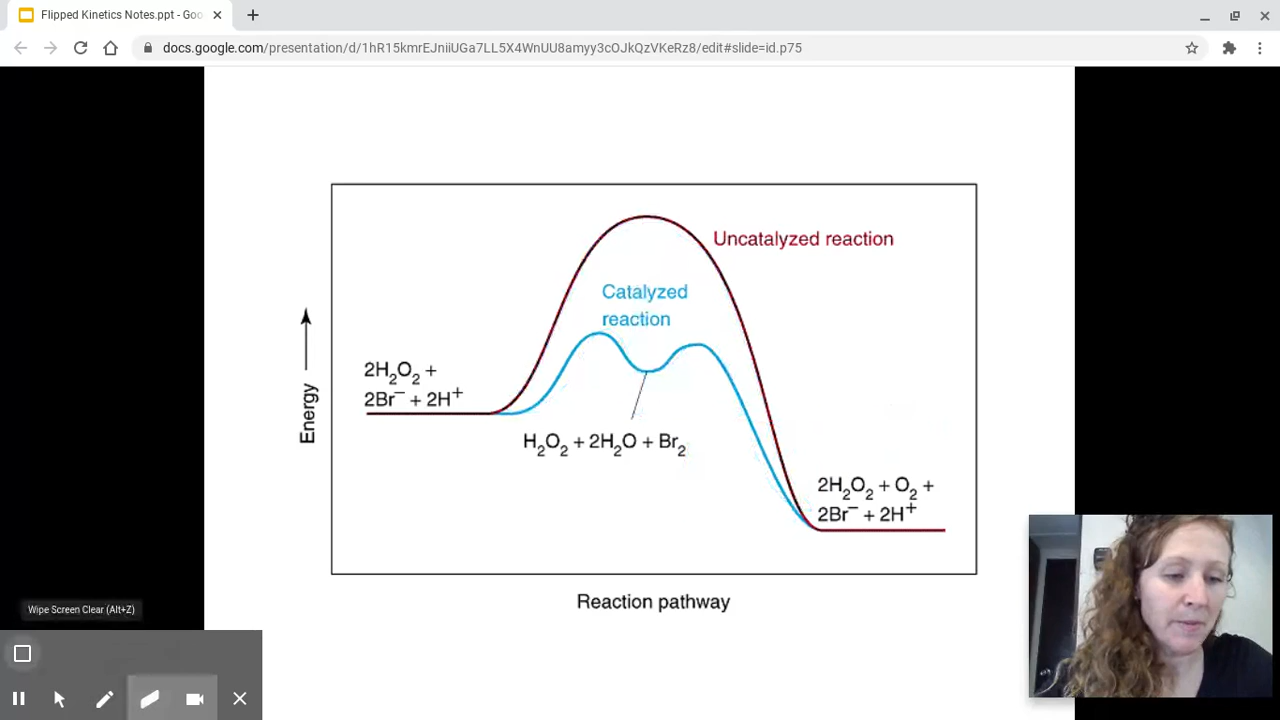 Flipped Kinetics Notes.ppt - Goo
docs.google.com/presentation/d/1hR15kmrEJniiUGa7LL5X4WnUU8amyy3cOJkQzVKeRz8/edit#slide=id.p75
Uncatalyzed reaction
Catalyzed
reaction
2H₂O₂ +
2Br⁻ + 2H⁺
Energy
H₂O₂ + 2H₂O + Br₂
2H₂O₂ + O₂ +
2Br⁻ + 2H⁺
Reaction pathway
Wipe Screen Clear (Alt+Z)